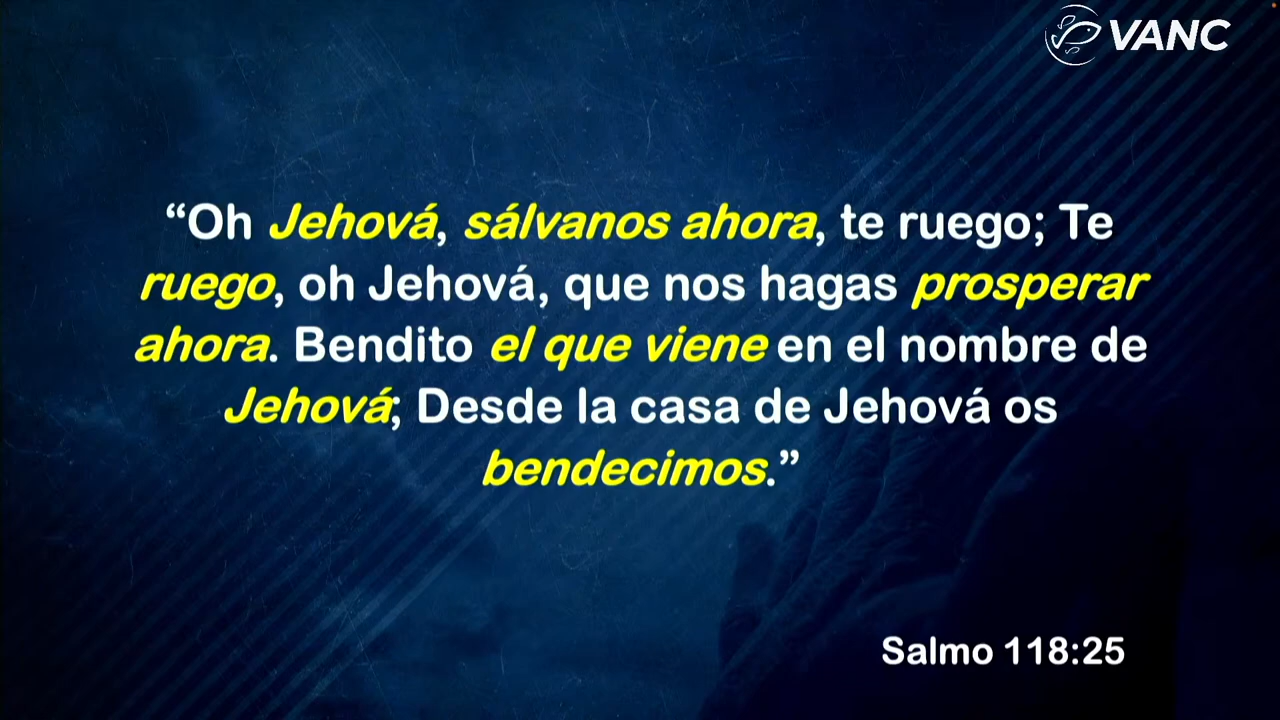 VANC
“Oh Jehová, sálvanos ahora, te ruego; Te
ruego, oh Jehová, que nos hagas prosperar
ahora. Bendito el que viene en el nombre de
Jehová; Desde la casa de Jehová os
bendecimos.”
Salmo 118:25